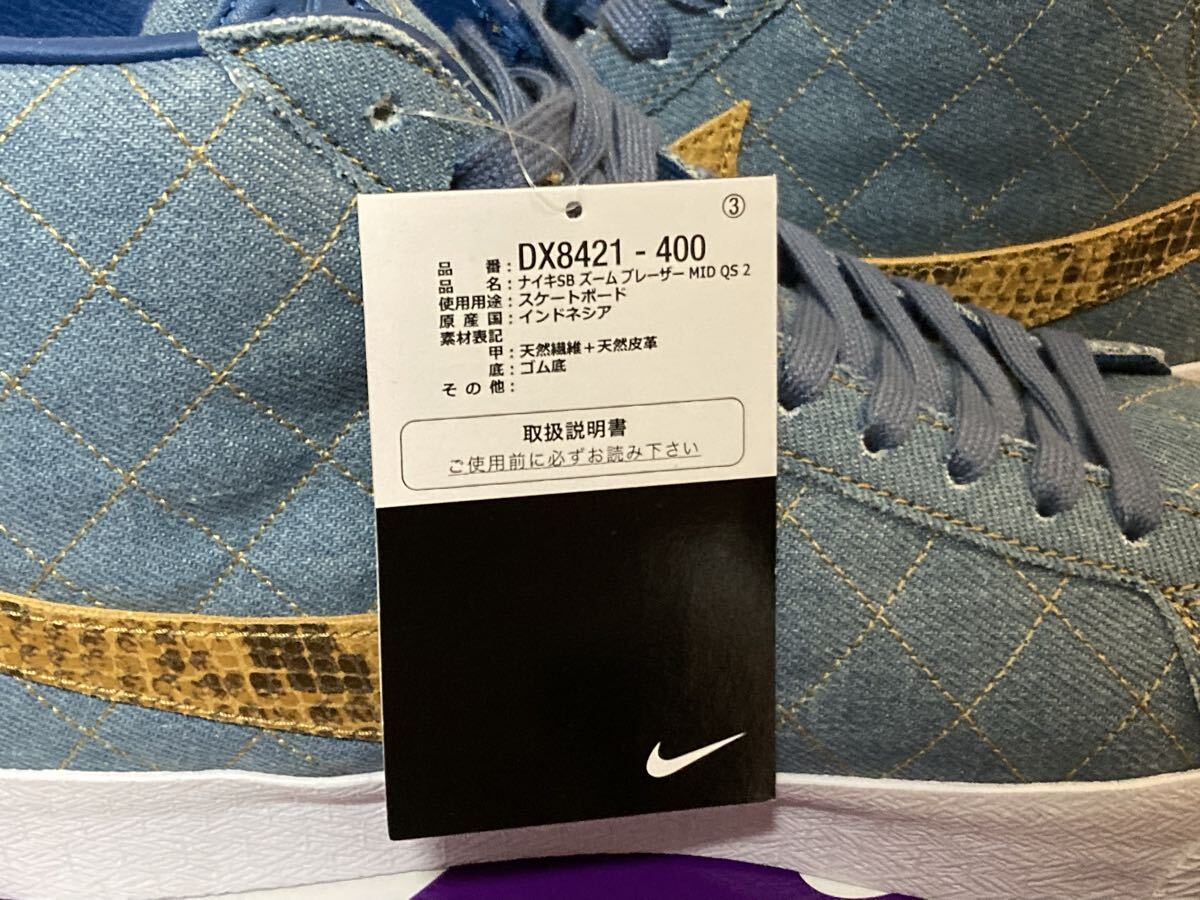 ③
品番：DX8421 - 400
品名：ナイキSB ズーム ブレーザー MID QS 2
使用用途：スケートボード
原産国：インドネシア
素材表記
甲：天然繊維＋天然皮革
底：ゴム底
その他：
取扱説明書
ご使用前に必ずお読み下さい